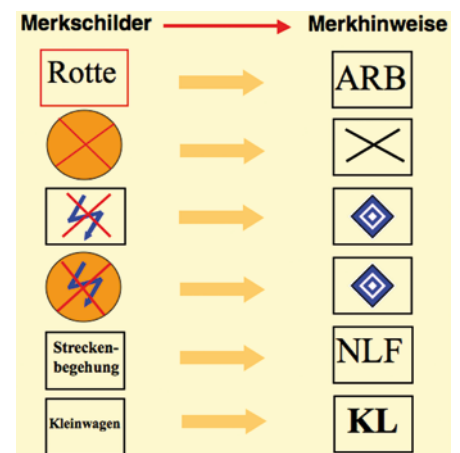 Merkschilder Merkhinweise
Rotte ARB
Strecken-
begehung NLF
Kleinwagen KL